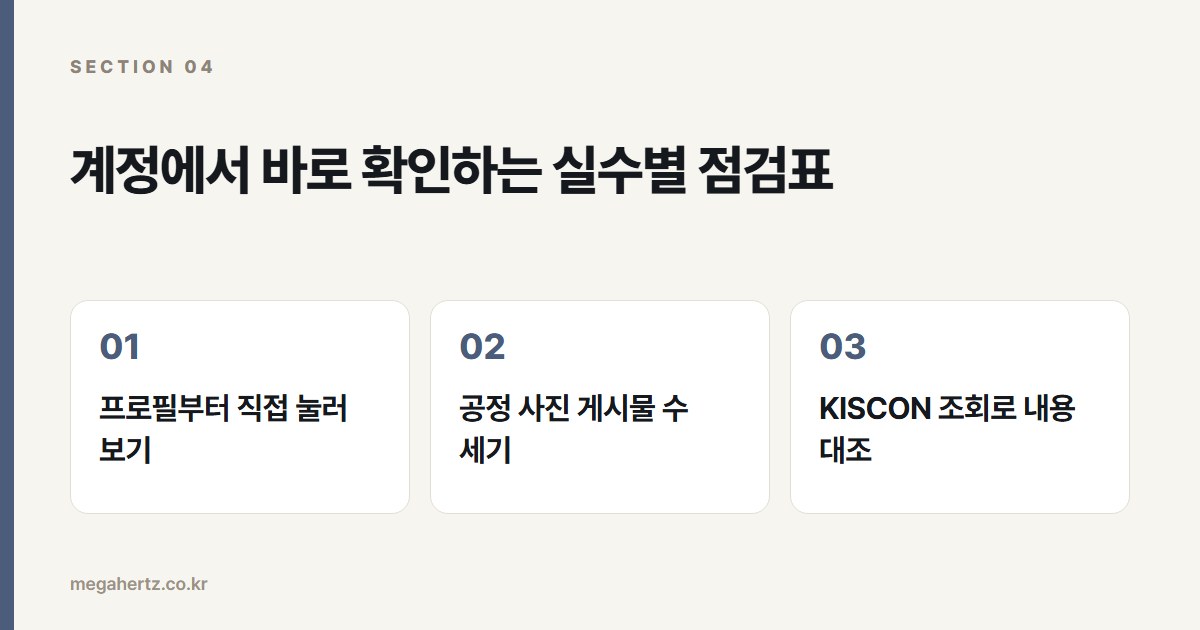 SECTION 04
계정에서 바로 확인하는 실수별 점검표
01
프로필부터 직접 눌러
보기
02
공정 사진 게시물 수
세기
03
KISCON 조회로 내용
대조
megahertz.co.kr